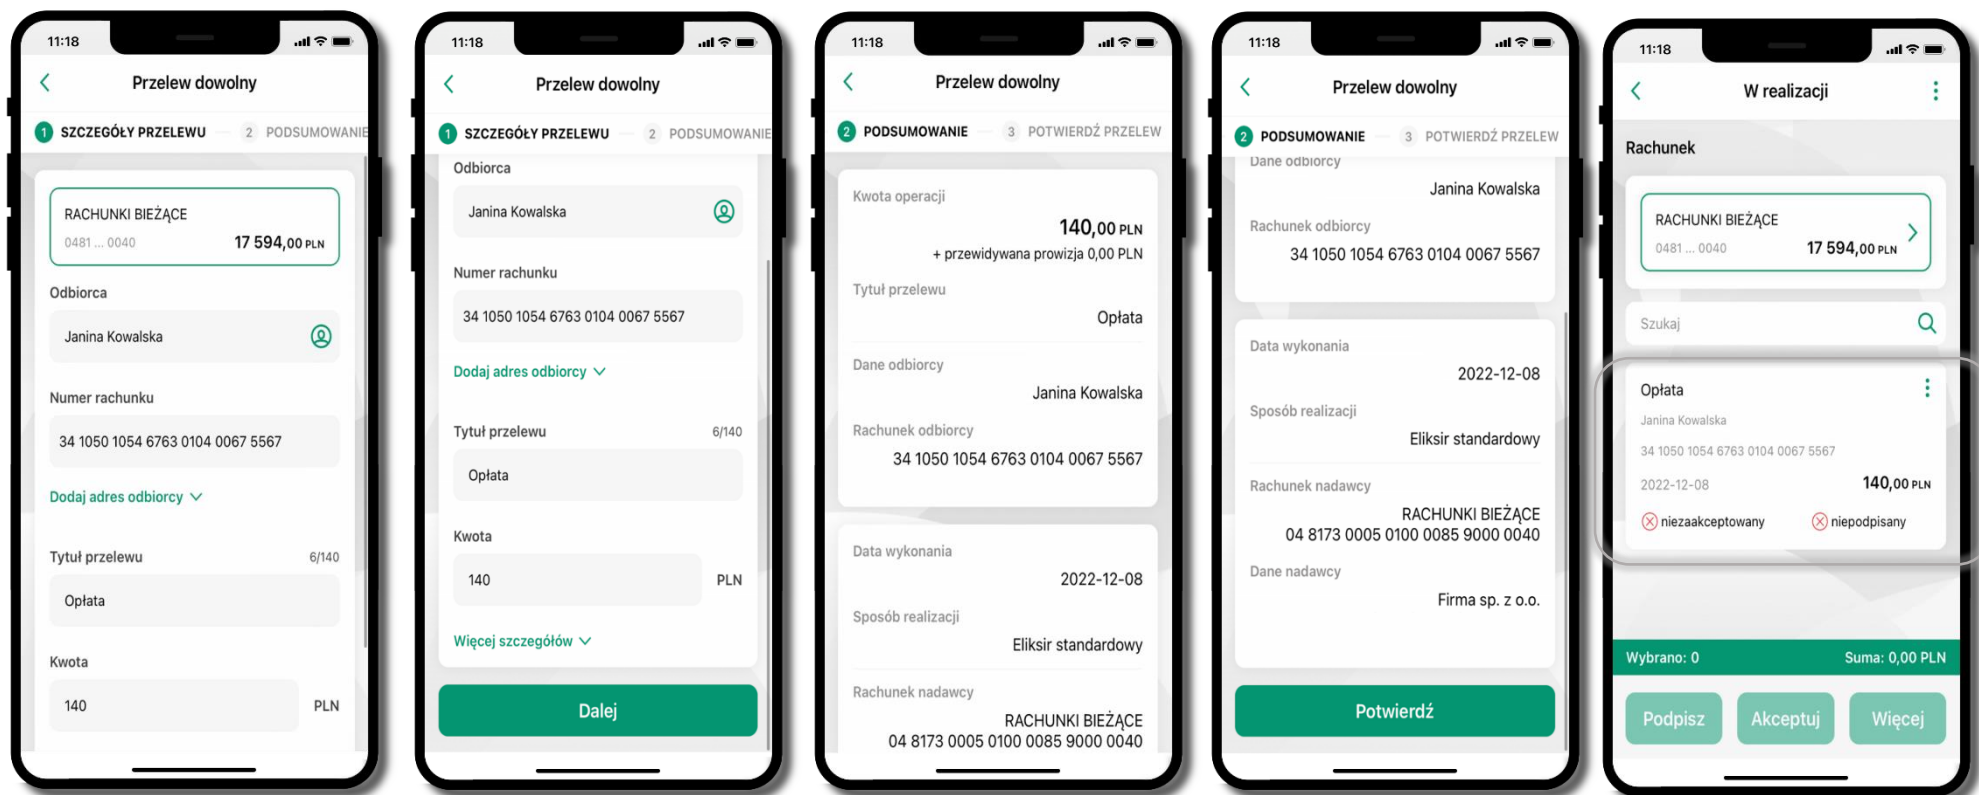 11:18
Przelew dowolny
1 SZCZEGÓŁY PRZELEWU 2 PODSUMOWANIE
RACHUNKI BIEŻĄCE
0481 ... 0040 17 594,00 PLN
Odbiorca
Janina Kowalska
Numer rachunku
34 1050 1054 6763 0104 0067 5567
Dodaj adres odbiorcy
Tytuł przelewu 6/140
Opłata
Kwota
140 PLN
11:18
Przelew dowolny
1 SZCZEGÓŁY PRZELEWU 2 PODSUMOWANIE
Odbiorca
Janina Kowalska
Numer rachunku
34 1050 1054 6763 0104 0067 5567
Dodaj adres odbiorcy
Tytuł przelewu 6/140
Opłata
Kwota
140 PLN
Więcej szczegółów
Dalej
11:18
Przelew dowolny
2 PODSUMOWANIE 3 POTWIERDŹ PRZELEW
Kwota operacji
140,00 PLN
+ przewidywana prowizja 0,00 PLN
Tytuł przelewu
Opłata
Dane odbiorcy
Janina Kowalska
Rachunek odbiorcy
34 1050 1054 6763 0104 0067 5567
Data wykonania
2022-12-08
Sposób realizacji
Eliksir standardowy
Rachunek nadawcy
RACHUNKI BIEŻĄCE
04 8173 0005 0100 0085 9000 0040
11:18
Przelew dowolny
2 PODSUMOWANIE 3 POTWIERDŹ PRZELEW
Dane odbiorcy
Janina Kowalska
Rachunek odbiorcy
34 1050 1054 6763 0104 0067 5567
Data wykonania
2022-12-08
Sposób realizacji
Eliksir standardowy
Rachunek nadawcy
RACHUNKI BIEŻĄCE
04 8173 0005 0100 0085 9000 0040
Dane nadawcy
Firma sp. z o.o.
Potwierdź
11:18
W realizacji
Rachunek
RACHUNKI BIEŻĄCE
0481 ... 0040 17 594,00 PLN
Szukaj
Opłata
Janina Kowalska
34 1050 1054 6763 0104 0067 5567
2022-12-08 140,00 PLN
niezaakceptowany niepodpisany
Wybrano: 0 Suma: 0,00 PLN
Podpisz Akceptuj Więcej